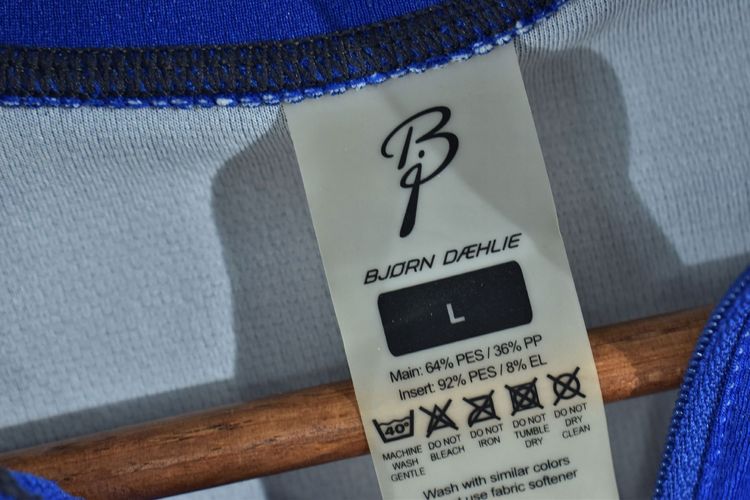 B
BJØRN DÆHLIE
L
Main: 64% PES / 36% PP
Insert: 92% PES / 8% EL
40°
MACHINE WASH GENTLE
DO NOT BLEACH
DO NOT IRON
DO NOT TUMBLE DRY
DO NOT DRY CLEAN
Wash with similar colors
use fabric softener